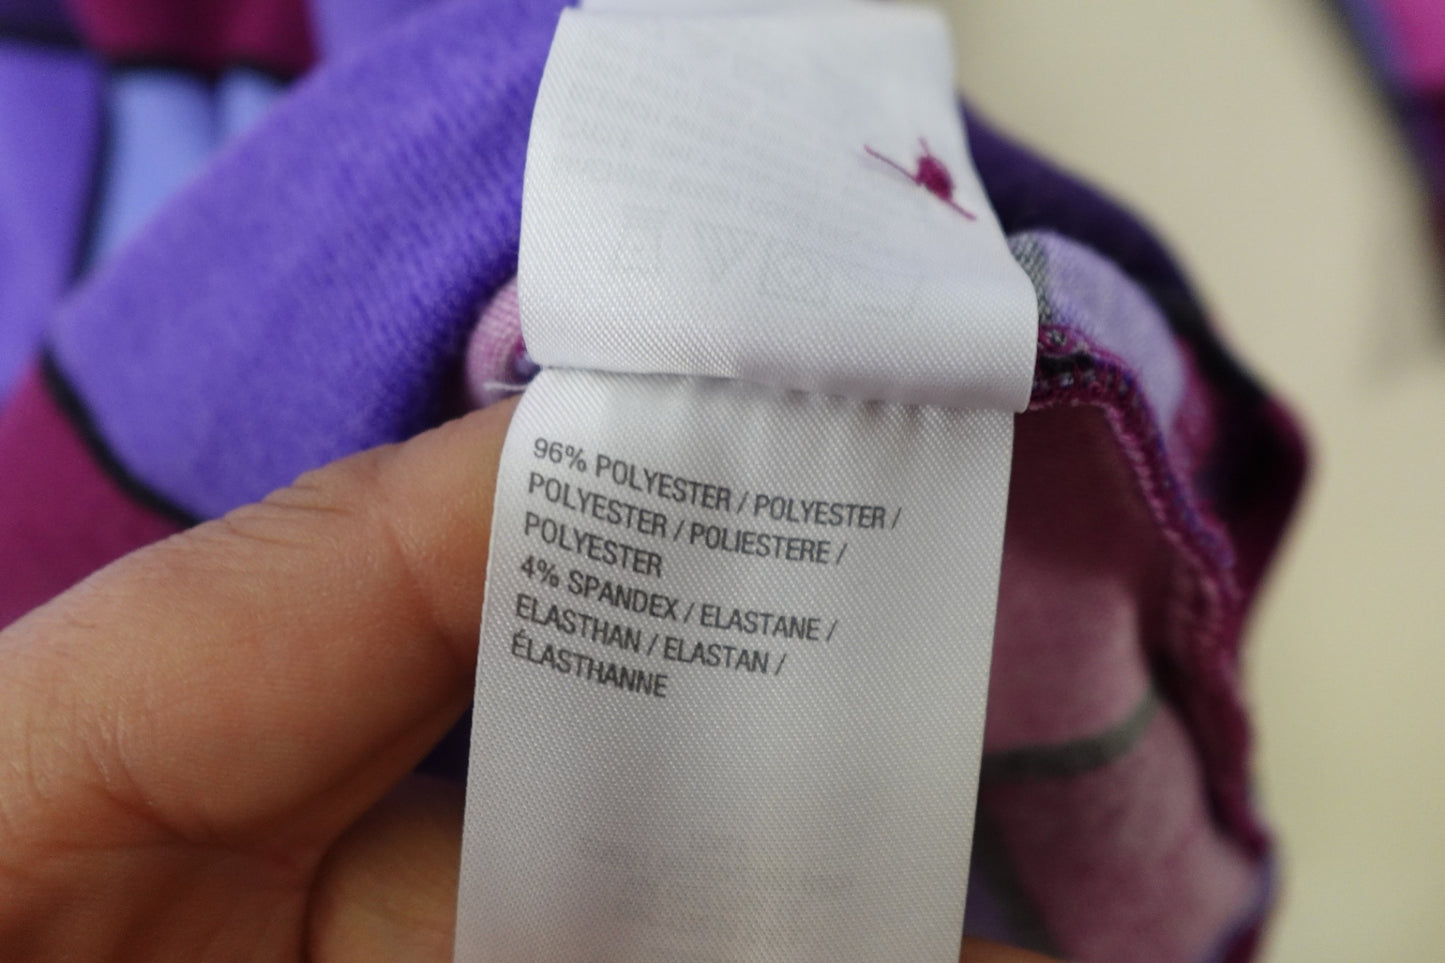 96% POLYESTER / POLYESTER /
POLYESTER / POLIESTERE /
POLYESTER
4% SPANDEX / ELASTANE /
ELASTHAN / ELASTAN /
ÉLASTHANNE